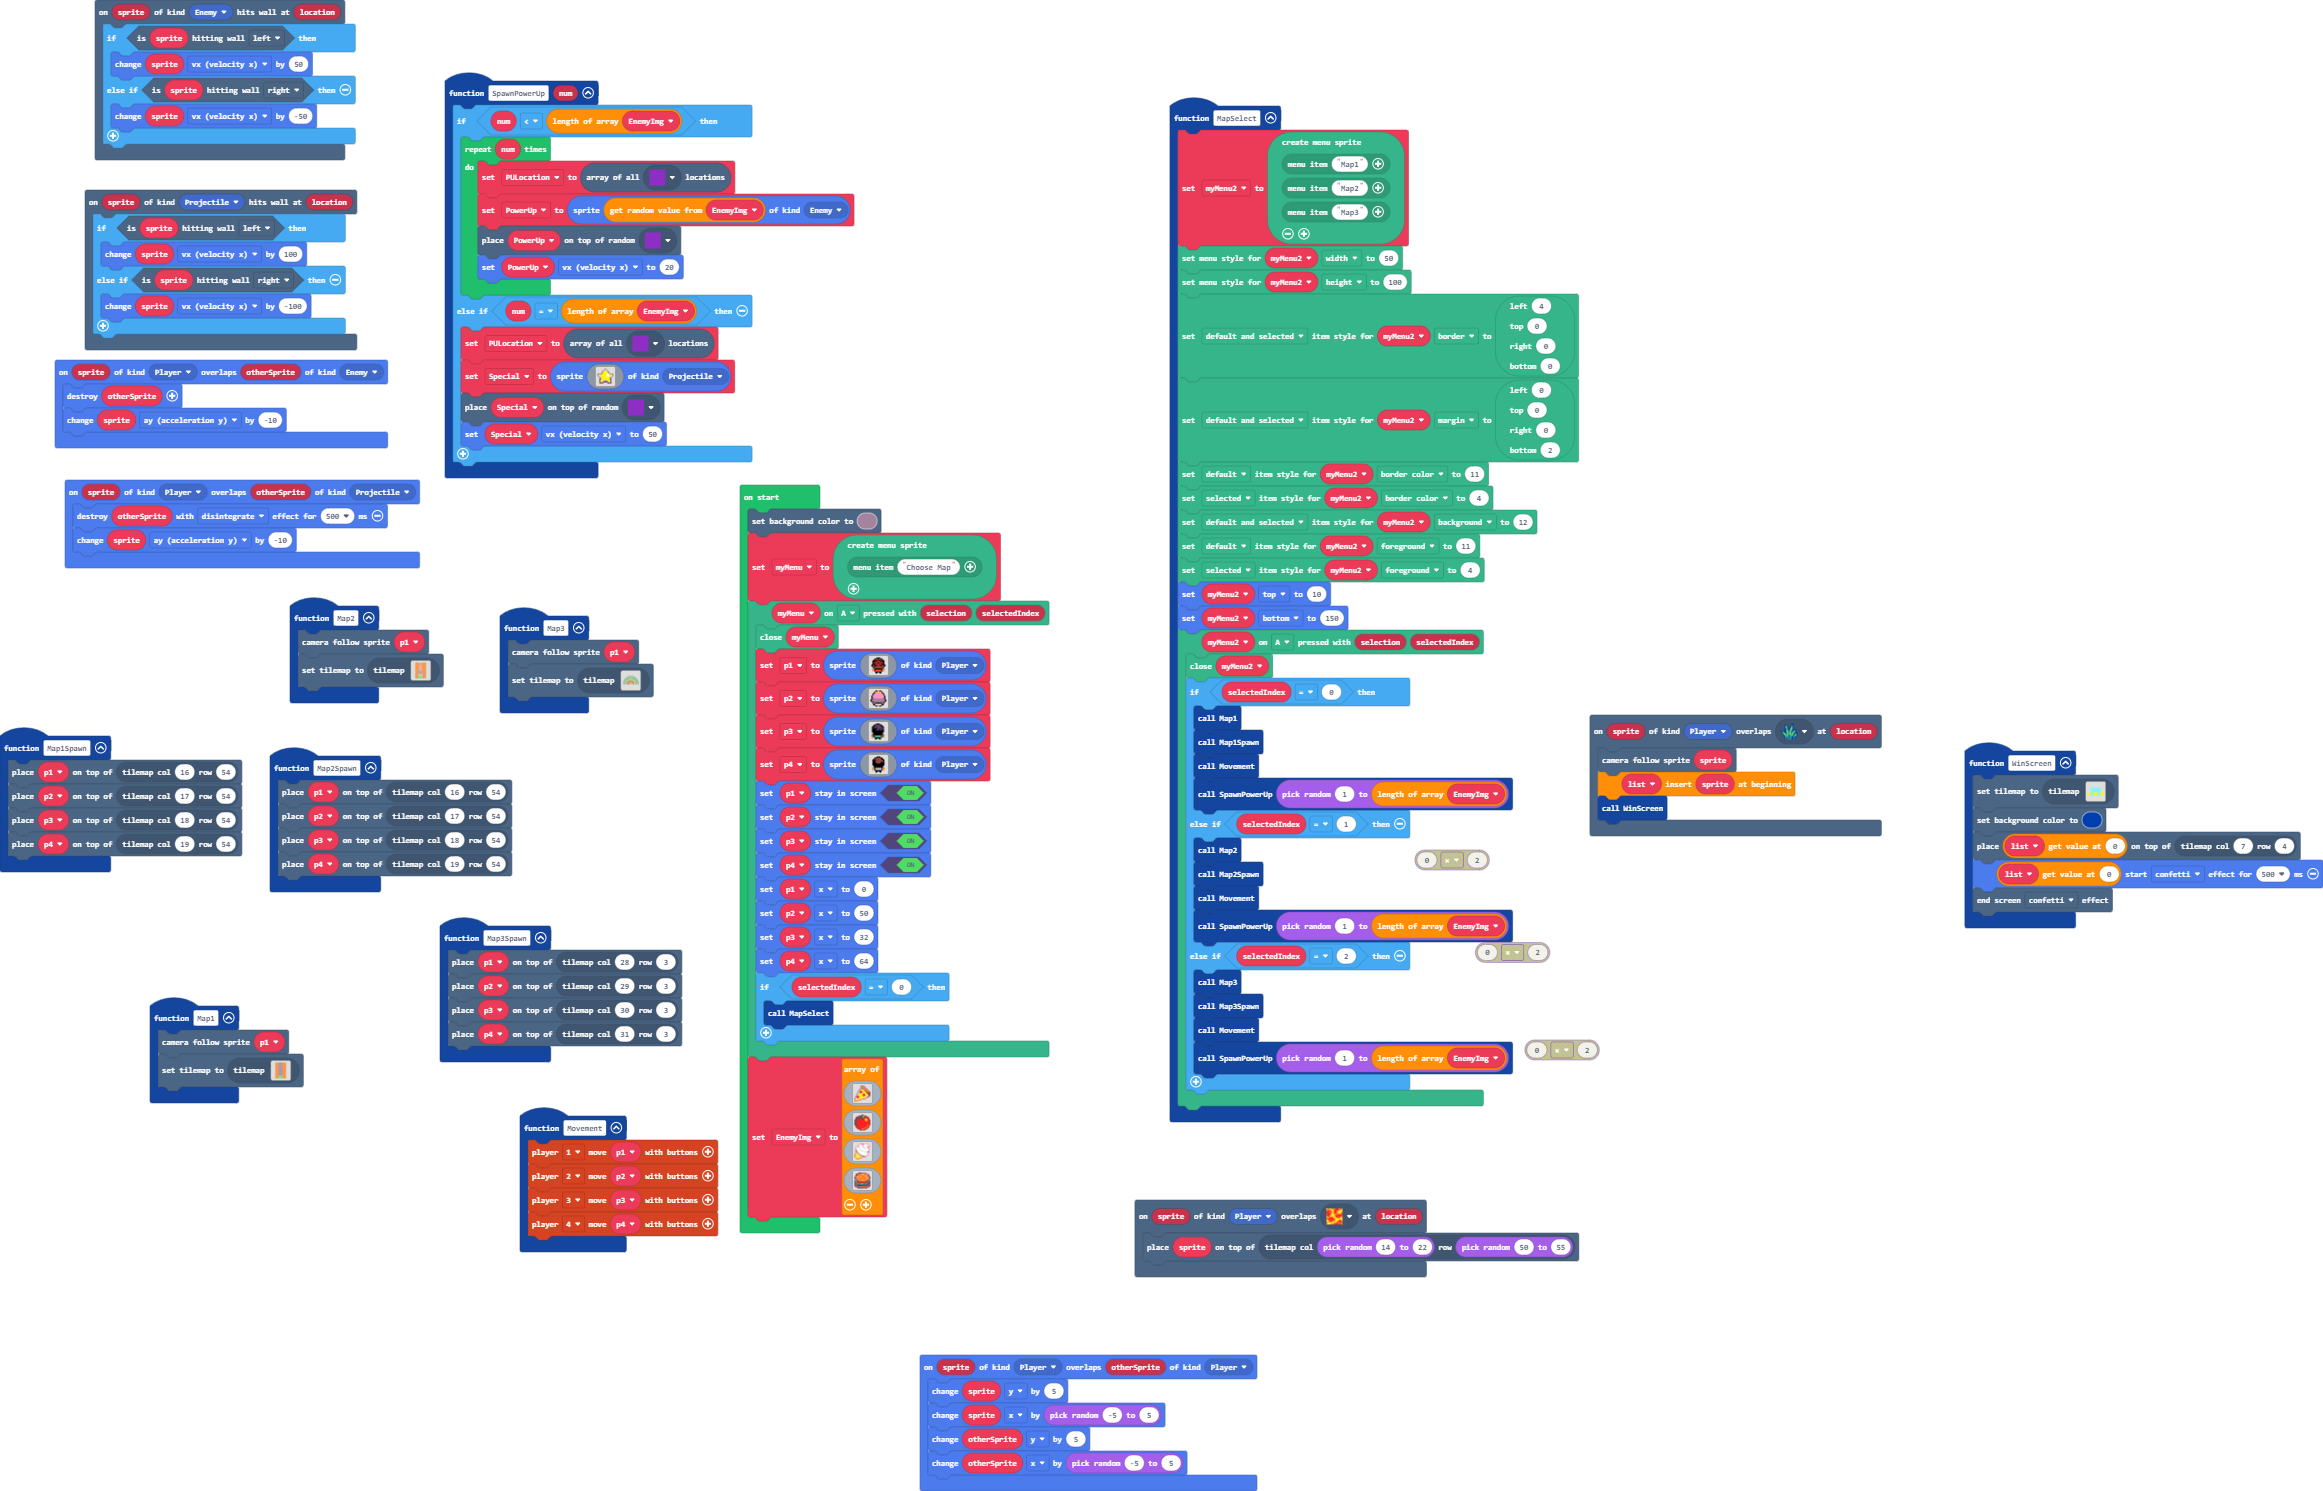 on sprite of kind Enemy hits wall at location
if is sprite hitting wall left then
change sprite vx (velocity x) by 50
else if is sprite hitting wall right then
change sprite vx (velocity x) by -50
on sprite of kind Projectile hits wall at location
if is sprite hitting wall left then
change sprite vx (velocity x) by 100
else if is sprite hitting wall right then
change sprite vx (velocity x) by -100
on sprite of kind Player overlaps otherSprite of kind Enemy
destroy otherSprite
change sprite ay (acceleration y) by -10
on sprite of kind Player overlaps otherSprite of kind Projectile
destroy otherSprite with disintegrate effect for 500 ms
change sprite ay (acceleration y) by -10
function Map2
camera follow sprite p1
set tilemap to tilemap
function Map3
camera follow sprite p1
set tilemap to tilemap
function Map1Spawn
place p1 on top of tilemap col 16 row 54
place p2 on top of tilemap col 17 row 54
place p3 on top of tilemap col 18 row 54
place p4 on top of tilemap col 19 row 54
function Map2Spawn
place p1 on top of tilemap col 16 row 54
place p2 on top of tilemap col 17 row 54
place p3 on top of tilemap col 18 row 54
place p4 on top of tilemap col 19 row 54
function Map3Spawn
place p1 on top of tilemap col 28 row 3
place p2 on top of tilemap col 29 row 3
place p3 on top of tilemap col 30 row 3
place p4 on top of tilemap col 31 row 3
function Map1
camera follow sprite p1
set tilemap to tilemap
function Movement
player 1 move p1 with buttons
player 2 move p2 with buttons
player 3 move p3 with buttons
player 4 move p4 with buttons
function SpawnPowerUp num
if num < length of array EnemyImg then
repeat num times
do
set PULocation to array of all locations
set PowerUp to sprite get random value from EnemyImg of kind Enemy
place PowerUp on top of random
set PowerUp vx (velocity x) to 20
else if num = length of array EnemyImg then
set PULocation to array of all locations
set Special to sprite of kind Projectile
place Special on top of random
set Special vx (velocity x) to 50
on start
set background color to
set myMenu to create menu sprite
menu item "Choose Map"
myMenu on A pressed with selection selectedIndex
close myMenu
set p1 to sprite of kind Player
set p2 to sprite of kind Player
set p3 to sprite of kind Player
set p4 to sprite of kind Player
set p1 stay in screen ON
set p2 stay in screen ON
set p3 stay in screen ON
set p4 stay in screen ON
set p1 x to 0
set p2 x to 50
set p3 x to 32
set p4 x to 64
if selectedIndex = 0 then
call MapSelect
set EnemyImg to array of
function MapSelect
set myMenu2 to create menu sprite
menu item "Map1"
menu item "Map2"
menu item "Map3"
set menu style for myMenu2 width to 50
set menu style for myMenu2 height to 100
set default and selected item style for myMenu2 border to
left 4
top 0
right 0
bottom 0
set default and selected item style for myMenu2 margin to
left 0
top 0
right 0
bottom 2
set default item style for myMenu2 border color to 11
set selected item style for myMenu2 border color to 4
set default and selected item style for myMenu2 background to 12
set default item style for myMenu2 foreground to 11
set selected item style for myMenu2 foreground to 4
set myMenu2 top to 10
set myMenu2 bottom to 150
myMenu2 on A pressed with selection selectedIndex
close myMenu2
if selectedIndex = 0 then
call Map1
call Map1Spawn
call Movement
call SpawnPowerUp pick random 1 to length of array EnemyImg
else if selectedIndex = 1 then
call Map2
call Map2Spawn
call Movement
call SpawnPowerUp pick random 1 to length of array EnemyImg
else if selectedIndex = 2 then
call Map3
call Map3Spawn
call Movement
call SpawnPowerUp pick random 1 to length of array EnemyImg
0 × 2
0 × 2
0 × 2
on sprite of kind Player overlaps at location
camera follow sprite sprite
list insert sprite at beginning
call WinScreen
function WinScreen
set tilemap to tilemap
set background color to
place list get value at 0 on top of tilemap col 7 row 4
list get value at 0 start confetti effect for 500 ms
end screen confetti effect
on sprite of kind Player overlaps at location
place sprite on top of tilemap col pick random 14 to 22 row pick random 50 to 55
on sprite of kind Player overlaps otherSprite of kind Player
change sprite y by 5
change sprite x by pick random -5 to 5
change otherSprite y by 5
change otherSprite x by pick random -5 to 5